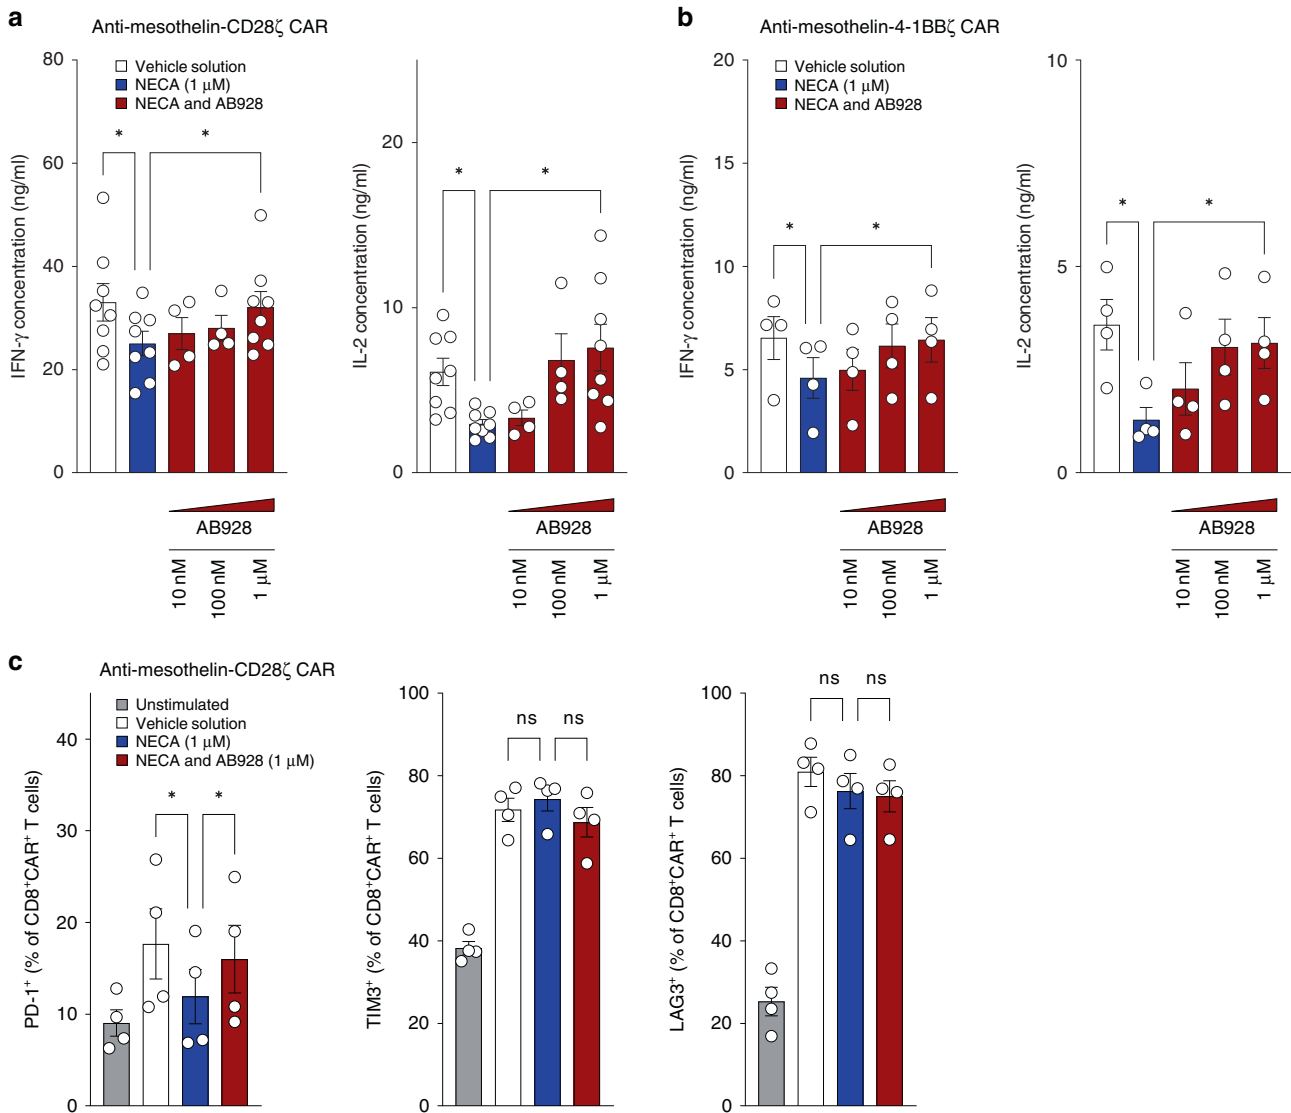 a
Anti-mesothelin-CD28ζ CAR
Vehicle solution
NECA (1 μM)
NECA and AB928
IFN-γ concentration (ng/ml)
80
60
40
20
0
*
*
AB928
10 nM
100 nM
1 μM
IL-2 concentration (ng/ml)
20
10
0
*
*
AB928
10 nM
100 nM
1 μM
b
Anti-mesothelin-4-1BBζ CAR
Vehicle solution
NECA (1 μM)
NECA and AB928
IFN-γ concentration (ng/ml)
20
15
10
5
0
*
*
AB928
10 nM
100 nM
1 μM
IL-2 concentration (ng/ml)
10
5
0
*
*
AB928
10 nM
100 nM
1 μM
c
Anti-mesothelin-CD28ζ CAR
Unstimulated
Vehicle solution
NECA (1 μM)
NECA and AB928 (1 μM)
PD-1⁺ (% of CD8⁺CAR⁺ T cells)
40
30
20
10
0
*
*
TIM3⁺ (% of CD8⁺CAR⁺ T cells)
100
80
60
40
20
0
ns
ns
LAG3⁺ (% of CD8⁺CAR⁺ T cells)
100
80
60
40
20
0
ns
ns